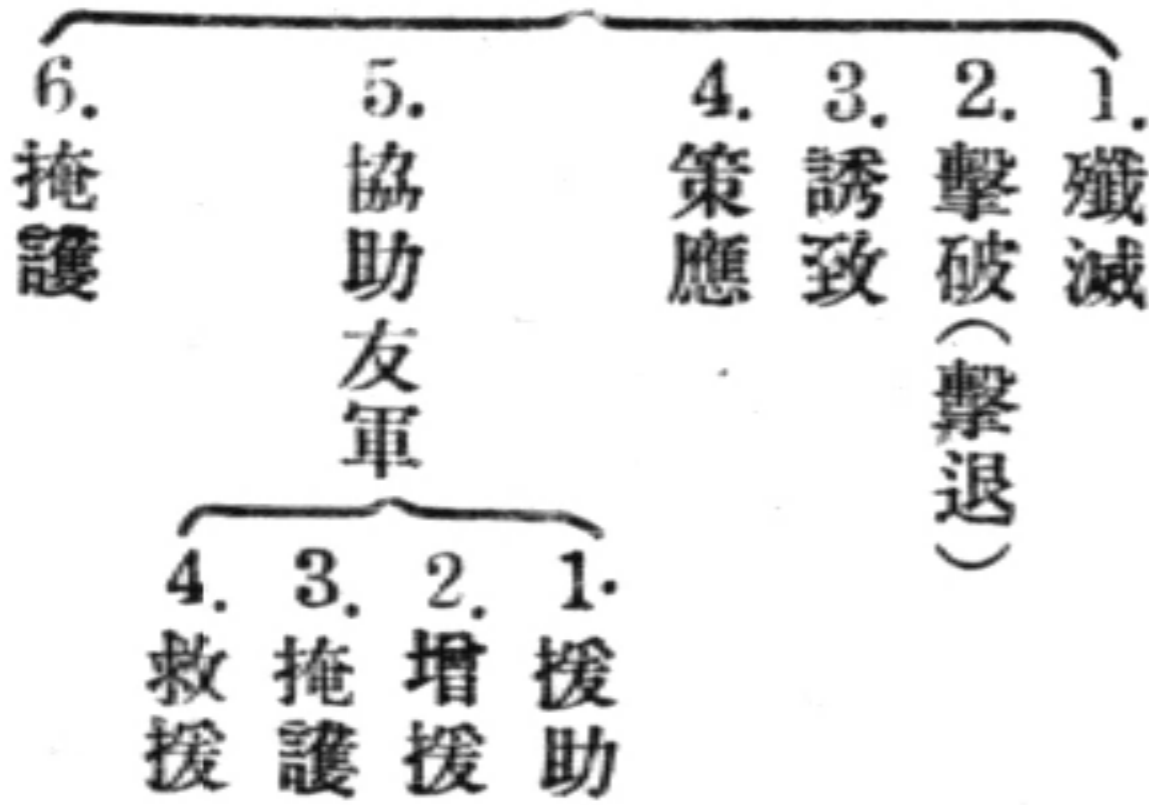 1. 殲滅
2. 擊破(擊退)
3. 誘致
4. 策應
5. 協助友軍
1. 援助
2. 增援
3. 掩護
4. 救援
6. 掩護